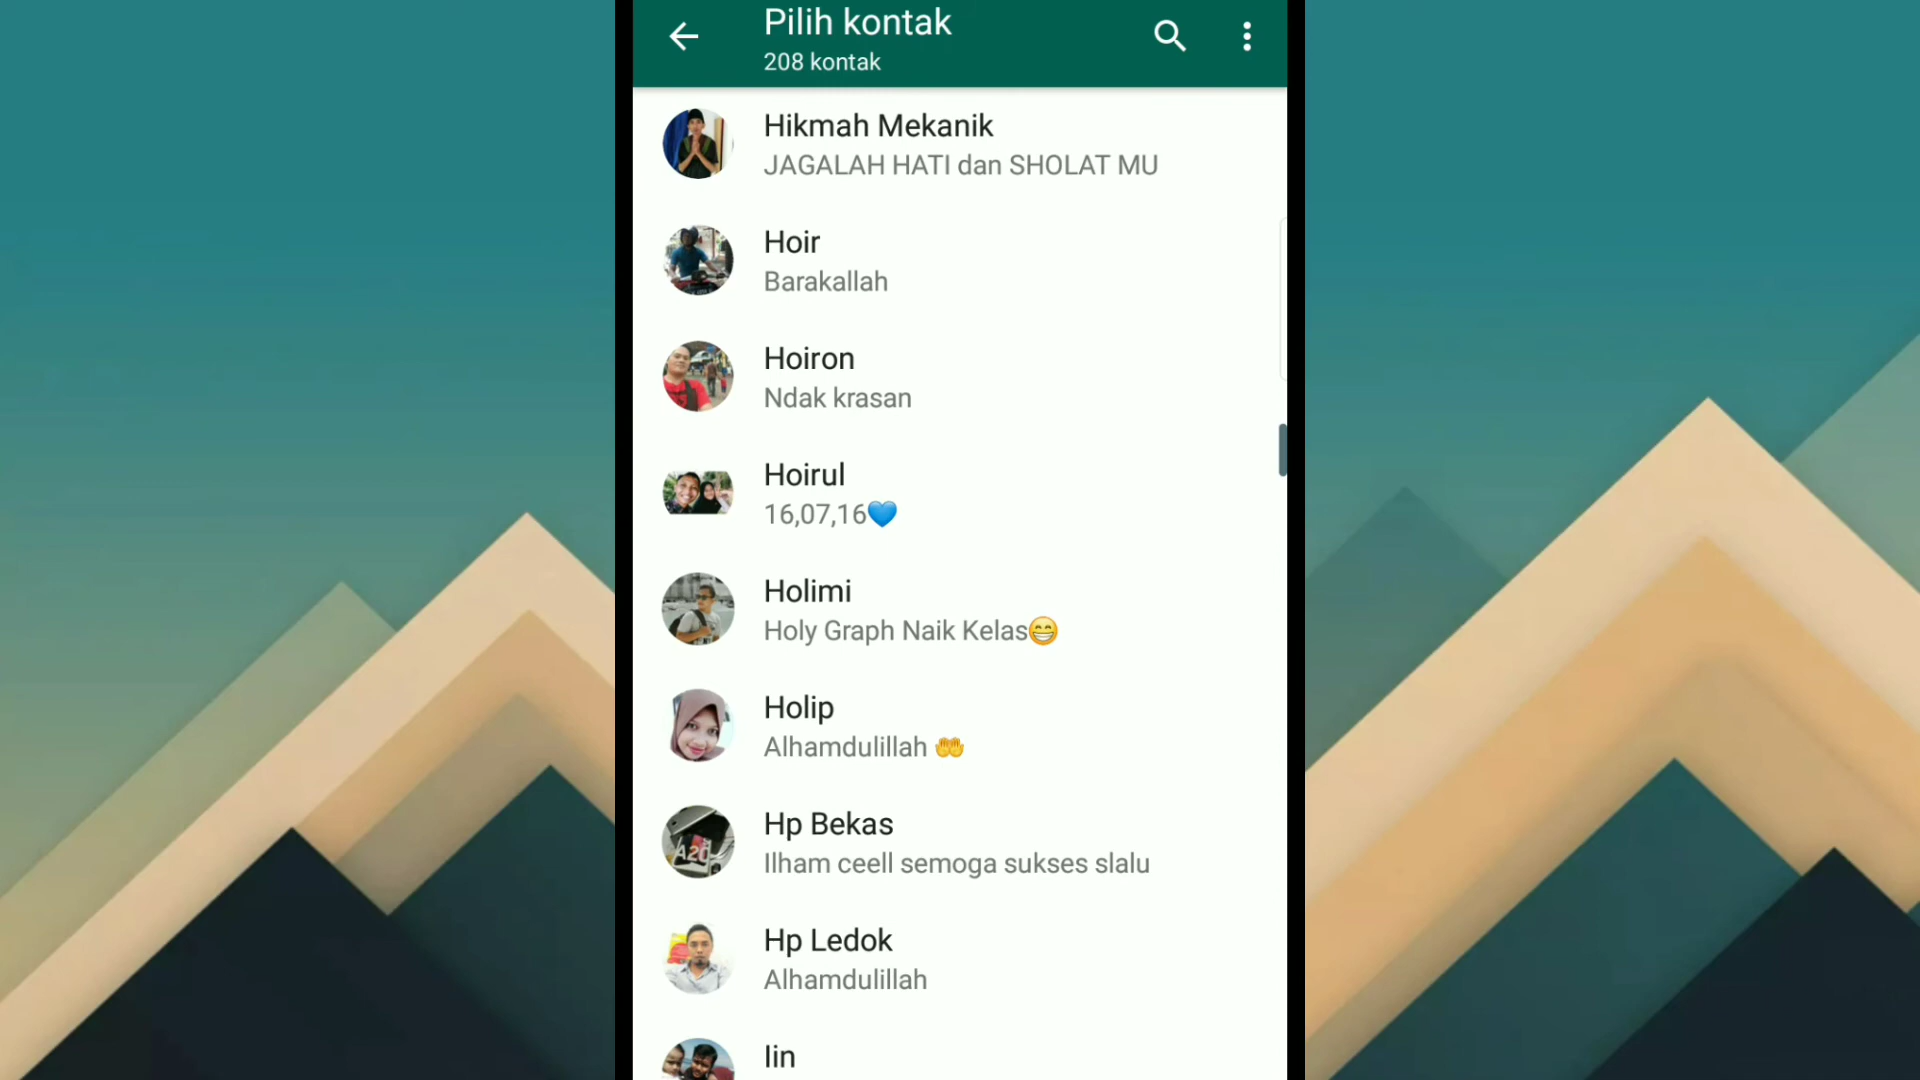 Pilih kontak
208 kontak
Hikmah Mekanik
JAGALAH HATI dan SHOLAT MU
Hoir
Barakallah
Hoiron
Ndak krasan
Hoirul
16,07,16💙
Holimi
Holy Graph Naik Kelas😁
Holip
Alhamdulillah 🤲
Hp Bekas
A20
Ilham ceell semoga sukses slalu
Hp Ledok
Alhamdulillah
Iin